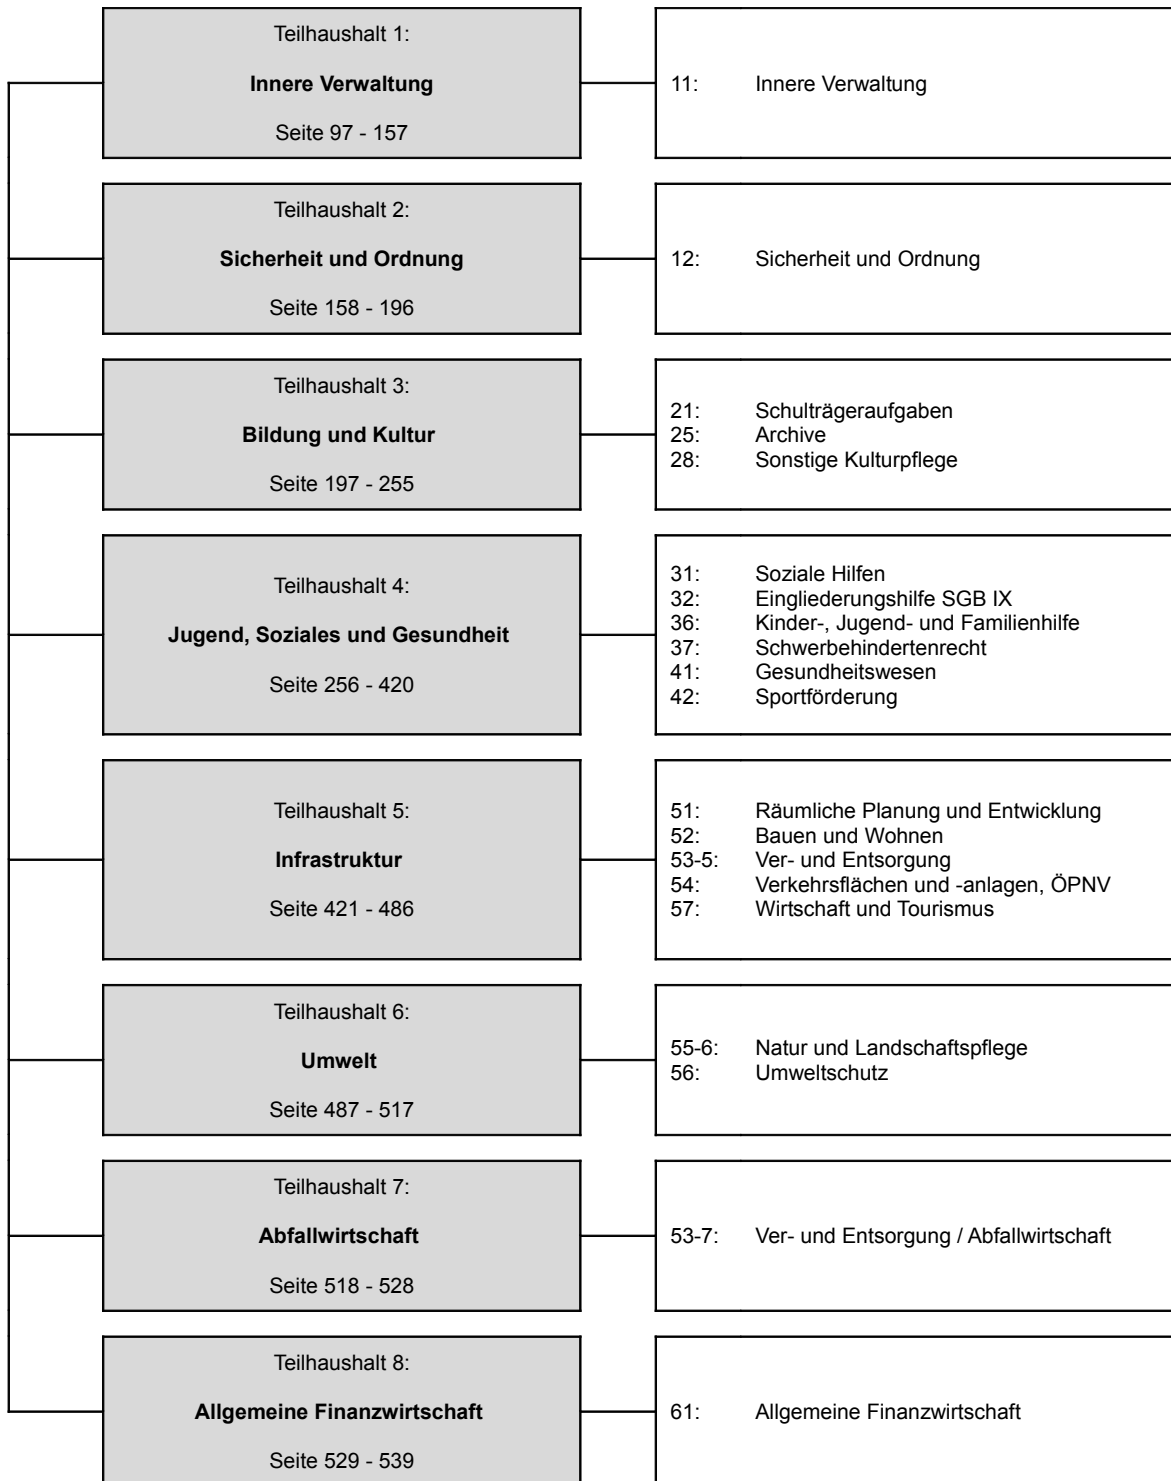 Teilhaushalt 1:
Innere Verwaltung
Seite 97 - 157
11: Innere Verwaltung
Teilhaushalt 2:
Sicherheit und Ordnung
Seite 158 - 196
12: Sicherheit und Ordnung
Teilhaushalt 3:
Bildung und Kultur
Seite 197 - 255
21: Schulträgeraufgaben
25: Archive
28: Sonstige Kulturpflege
Teilhaushalt 4:
Jugend, Soziales und Gesundheit
Seite 256 - 420
31: Soziale Hilfen
32: Eingliederungshilfe SGB IX
36: Kinder-, Jugend- und Familienhilfe
37: Schwerbehindertenrecht
41: Gesundheitswesen
42: Sportförderung
Teilhaushalt 5:
Infrastruktur
Seite 421 - 486
51: Räumliche Planung und Entwicklung
52: Bauen und Wohnen
53-5: Ver- und Entsorgung
54: Verkehrsflächen und -anlagen, ÖPNV
57: Wirtschaft und Tourismus
Teilhaushalt 6:
Umwelt
Seite 487 - 517
55-6: Natur und Landschaftspflege
56: Umweltschutz
Teilhaushalt 7:
Abfallwirtschaft
Seite 518 - 528
53-7: Ver- und Entsorgung / Abfallwirtschaft
Teilhaushalt 8:
Allgemeine Finanzwirtschaft
Seite 529 - 539
61: Allgemeine Finanzwirtschaft